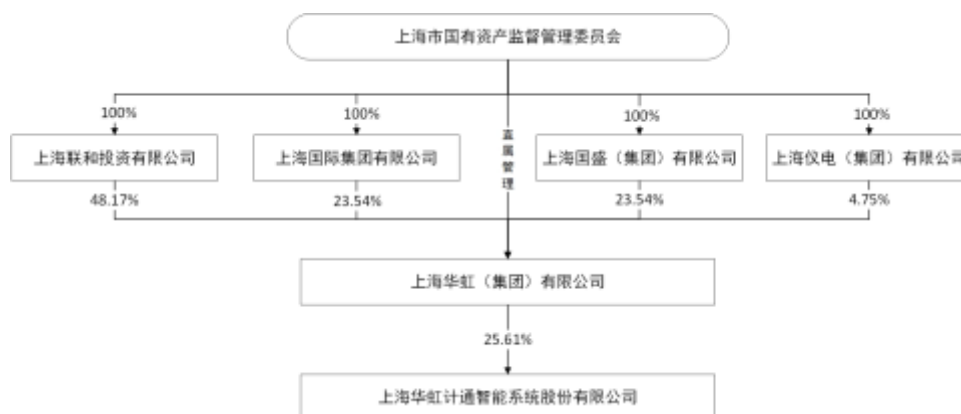 上海市国有资产监督管理委员会
100%
100%
直属管理
100%
100%
上海联和投资有限公司
上海国际集团有限公司
上海国盛（集团）有限公司
上海仪电（集团）有限公司
48.17%
23.54%
23.54%
4.75%
上海华虹（集团）有限公司
25.61%
上海华虹计通智能系统股份有限公司